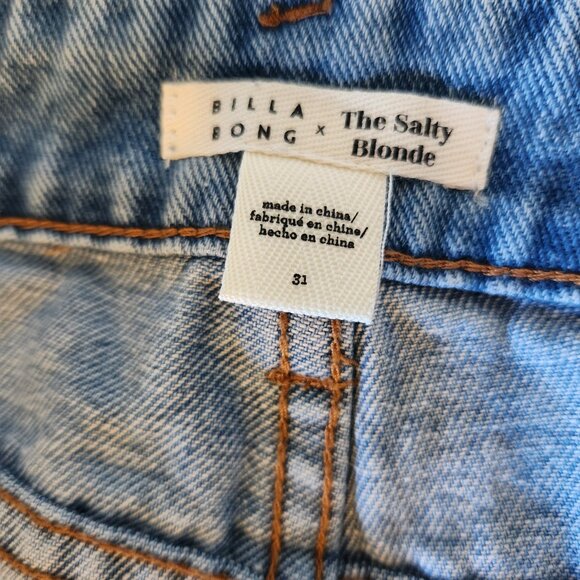 BILLA
BONG × The Salty
Blonde
made in china/
fabriqué en chine/
hecho en china
31